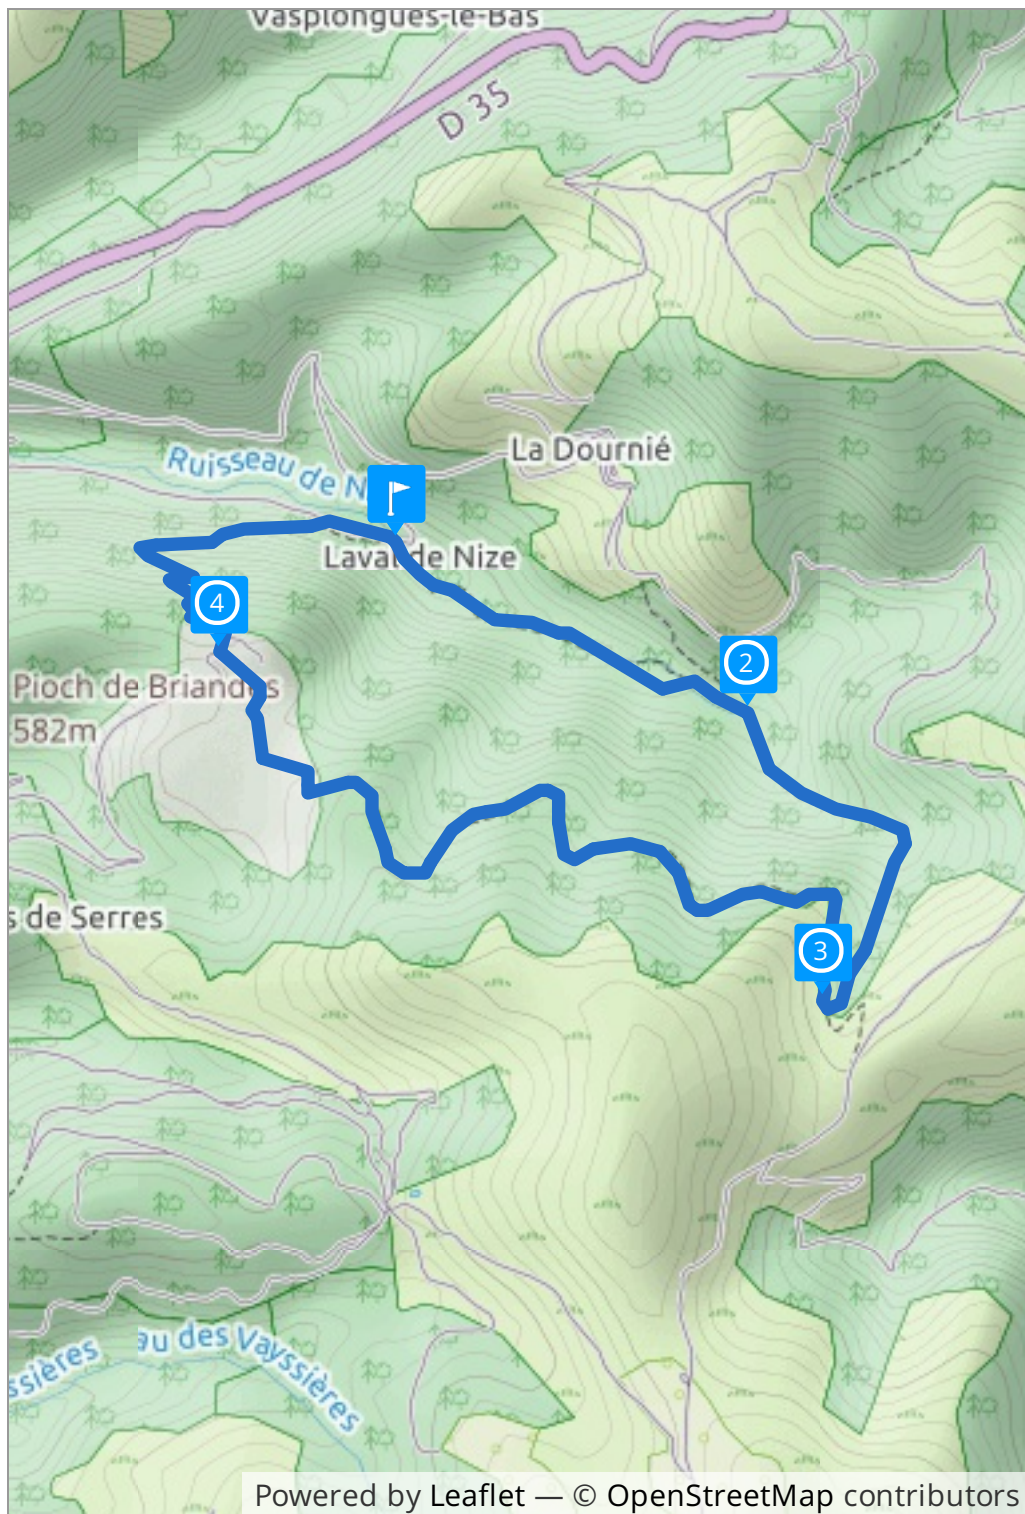 Vasplongues-le-Bas
D 35
La Dournié
Ruisseau de N
Laval de Nize
4
2
Pioch de Briandes
582m
s de Serres
3
au des Vayssières
ssières
Powered by Leaflet — © OpenStreetMap contributors